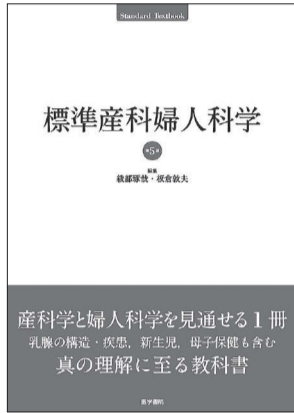 Standard Textbook
標準産科婦人科学
第5版
編集
綾部琢哉・板倉敦夫
産科学と婦人科学を見通せる1冊
乳腺の構造・疾患，新生児，母子保健も含む
真の理解に至る教科書
医学書院